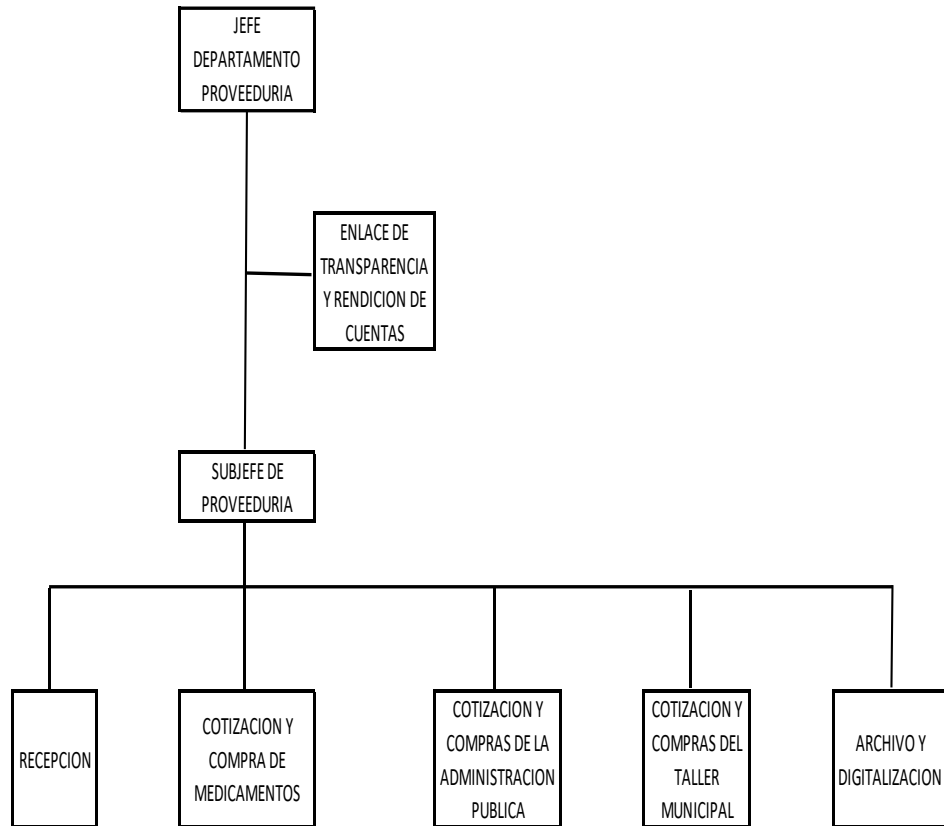 JEFE
DEPARTAMENTO
PROVEEDURIA
ENLACE DE
TRANSPARENCIA
Y RENDICION DE
CUENTAS
SUBJEFE DE
PROVEEDURIA
RECEPCION
COTIZACION Y
COMPRA DE
MEDICAMENTOS
COTIZACION Y
COMPRAS DE LA
ADMINISTRACION
PUBLICA
COTIZACION Y
COMPRAS DEL
TALLER
MUNICIPAL
ARCHIVO Y
DIGITALIZACION